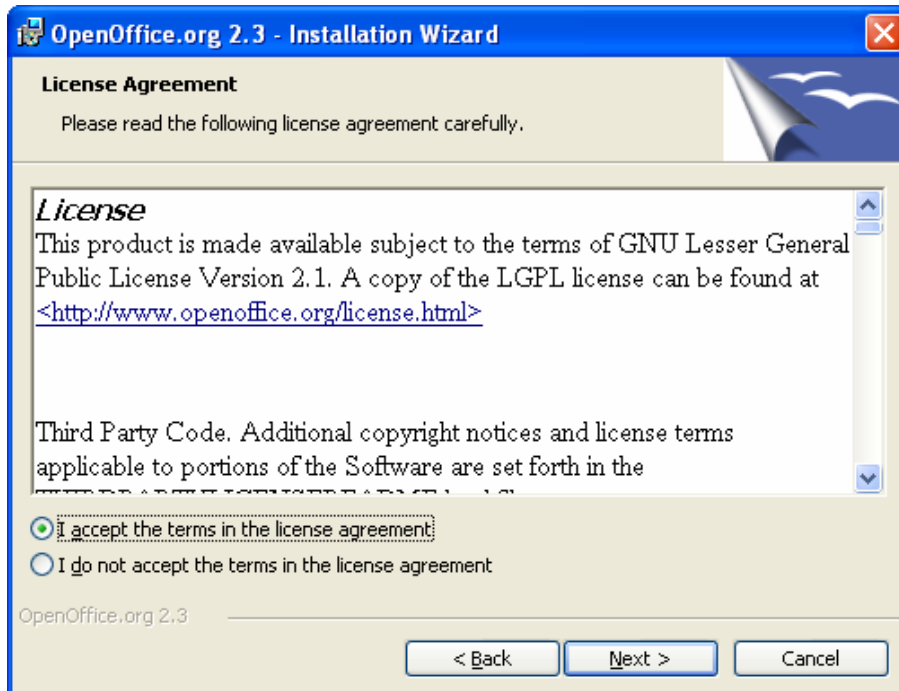 OpenOffice.org 2.3 - Installation Wizard
License Agreement
Please read the following license agreement carefully.
License
This product is made available subject to the terms of GNU Lesser General
Public License Version 2.1. A copy of the LGPL license can be found at
<http://www.openoffice.org/license.html>
Third Party Code. Additional copyright notices and license terms
applicable to portions of the Software are set forth in the
I accept the terms in the license agreement
I do not accept the terms in the license agreement
OpenOffice.org 2.3
< Back
Next >
Cancel